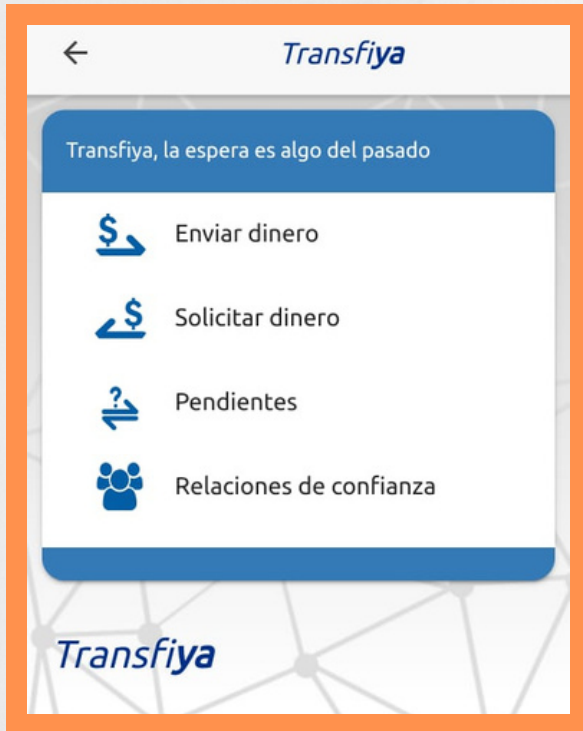 Transfiya
Transfiya, la espera es algo del pasado
$
Enviar dinero
$
Solicitar dinero
?
Pendientes
Relaciones de confianza
Transfiya